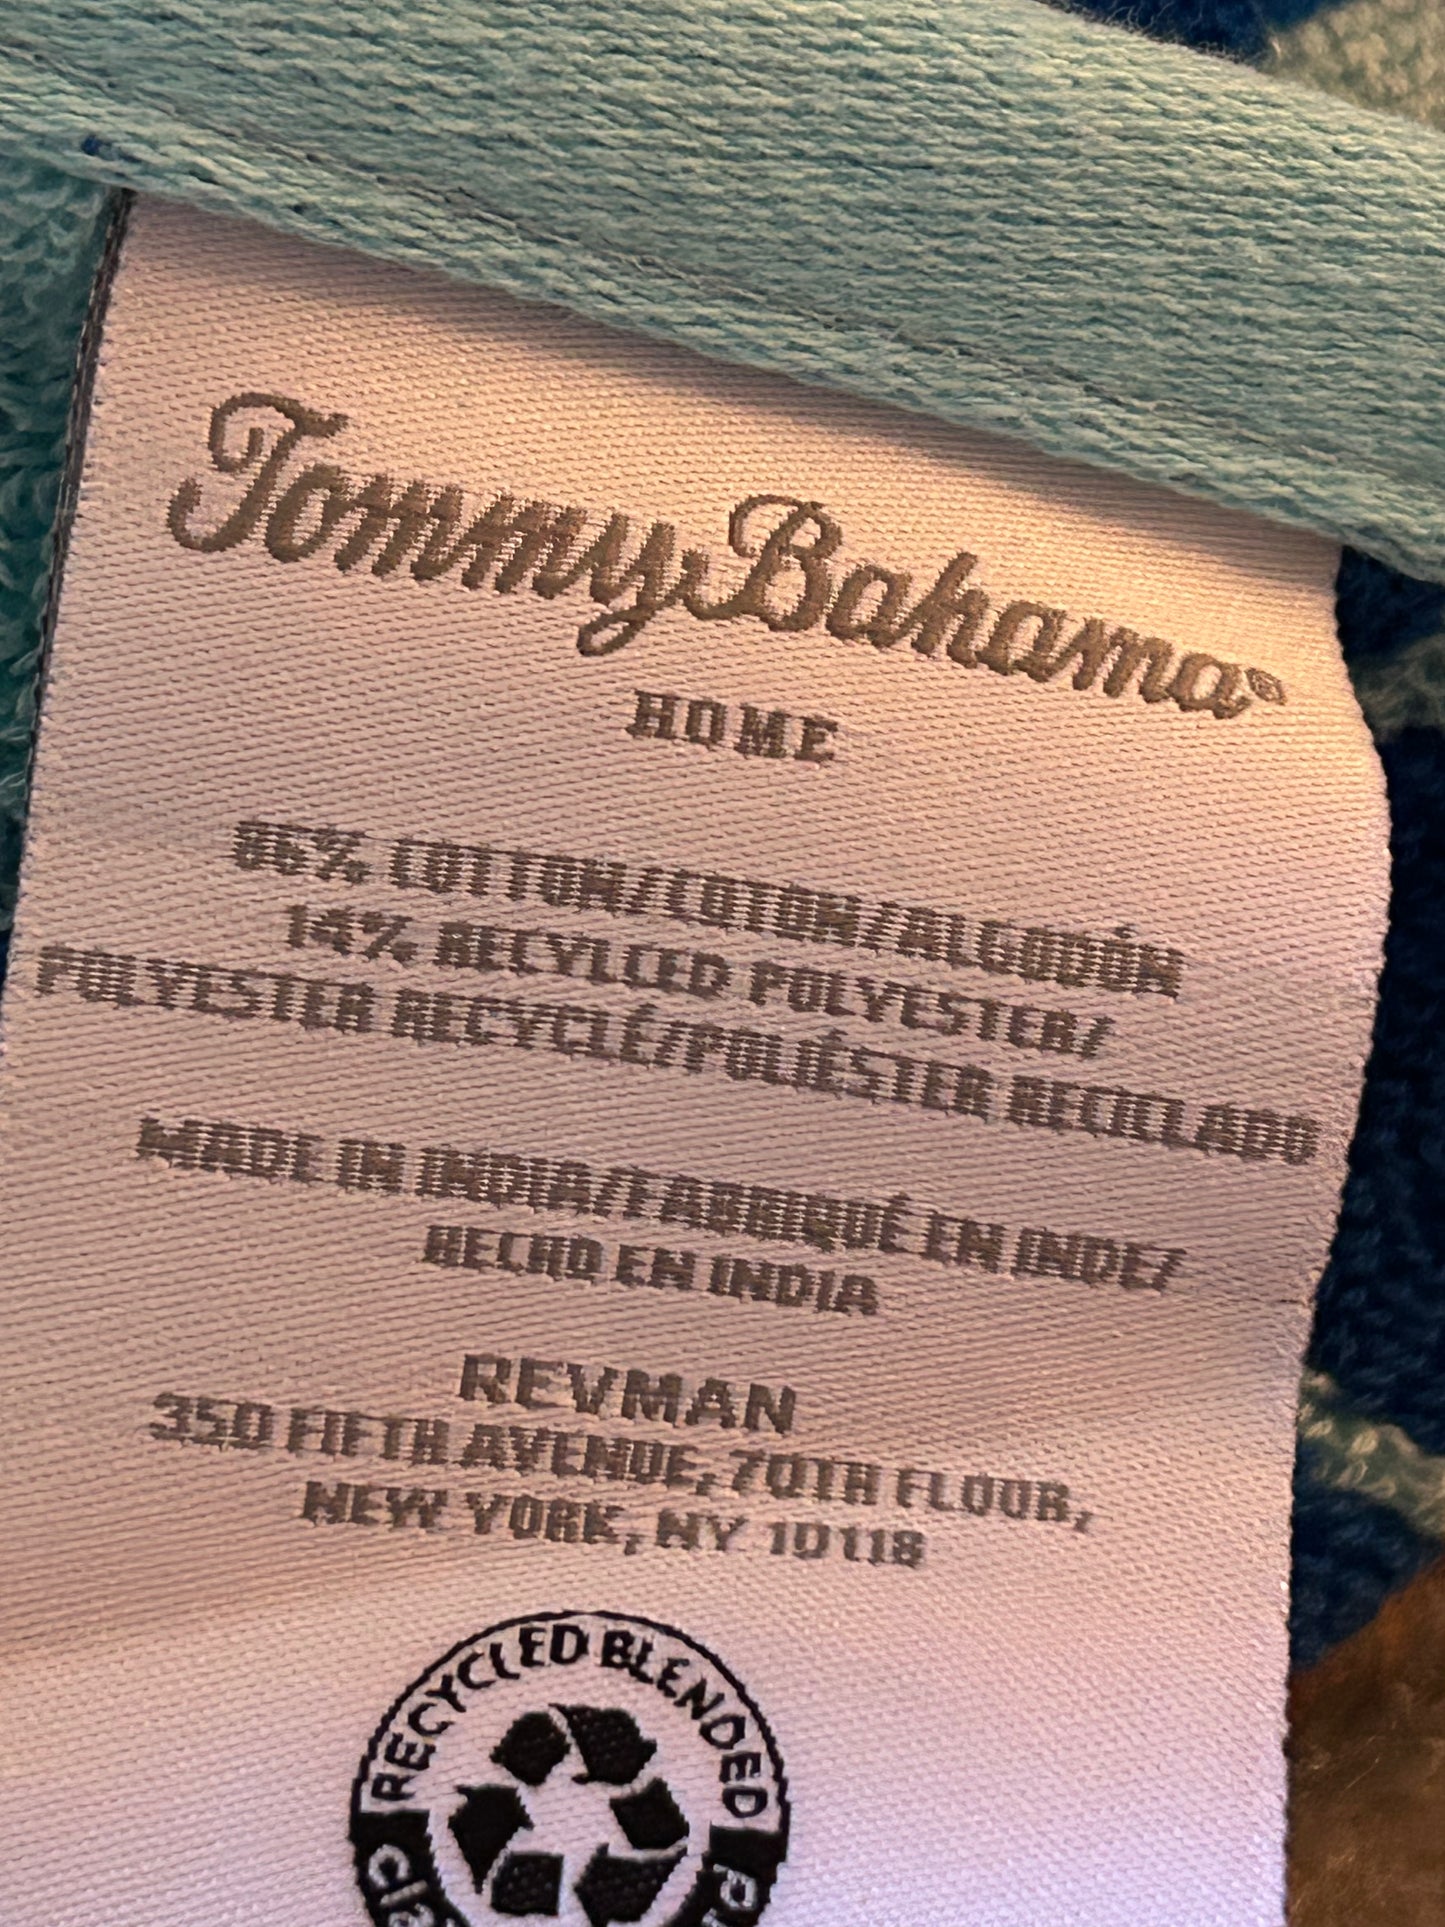 Tommy Bahama®
HOME
86% COTTON/COTON/ALGODÓN
14% RECYLCED POLYESTER/
POLYESTER RECYCLÉ/POLIÉSTER RECICLADO
MADE IN INDIA/FABRIQUÉ EN INDE/
HECHO EN INDIA
REVMAN
350 FIFTH AVENUE, 70TH FLOOR,
NEW YORK, NY 10118
RECYCLED BLENDED